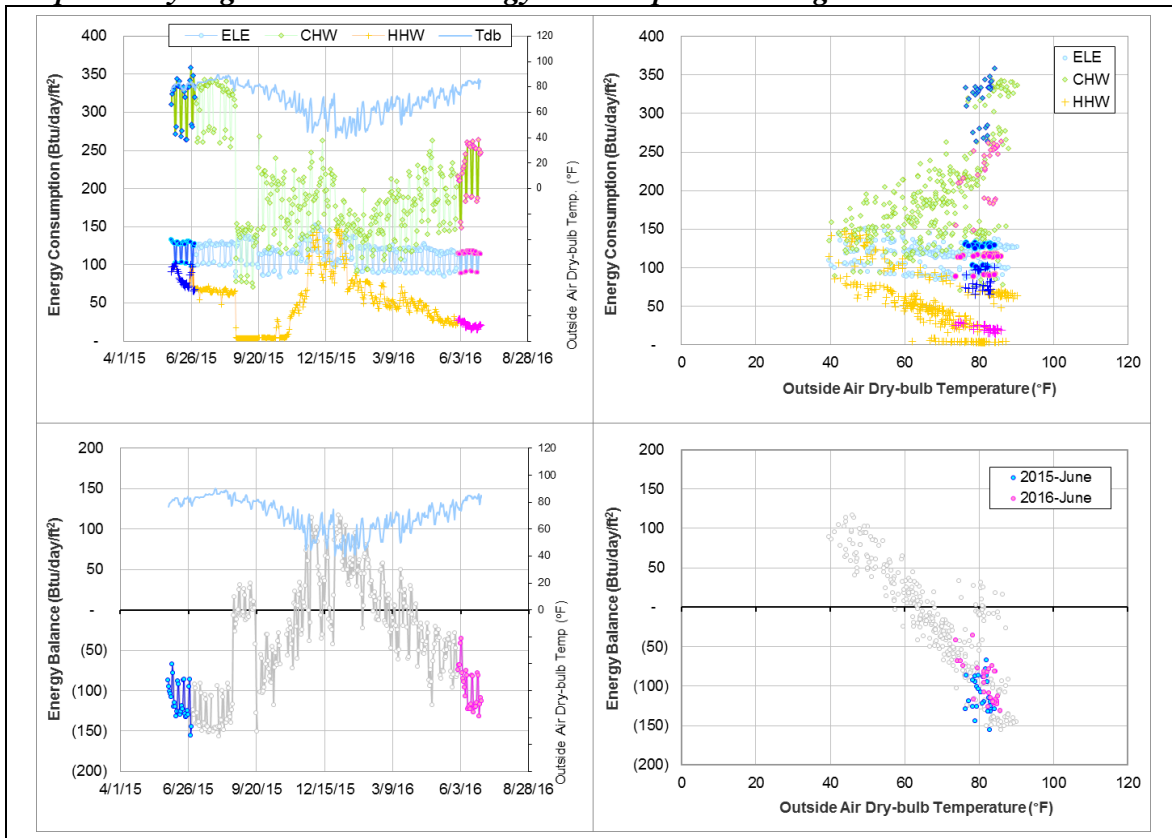 ELE CHW HHW Tdb
Energy Consumption (Btu/day/ft²)
400
350
300
250
200
150
100
50
-
120
100
80
60
40
20
0
Outside Air Dry-bulb Temp. (°F)
4/1/15 6/26/15 9/20/15 12/15/15 3/9/16 6/3/16 8/28/16
Energy Consumption (Btu/day/ft²)
400
350
300
250
200
150
100
50
-
ELE
CHW
HHW
0 20 40 60 80 100 120
Outside Air Dry-bulb Temperature (°F)
Energy Balance (Btu/day/ft²)
200
150
100
50
-
(50)
(100)
(150)
(200)
120
100
80
60
40
20
0
Outside Air Dry-bulb Temp (°F)
4/1/15 6/26/15 9/20/15 12/15/15 3/9/16 6/3/16 8/28/16
Energy Balance (Btu/day/ft²)
200
150
100
50
-
(50)
(100)
(150)
(200)
2015-June
2016-June
0 20 40 60 80 100 120
Outside Air Dry-bulb Temperature (°F)